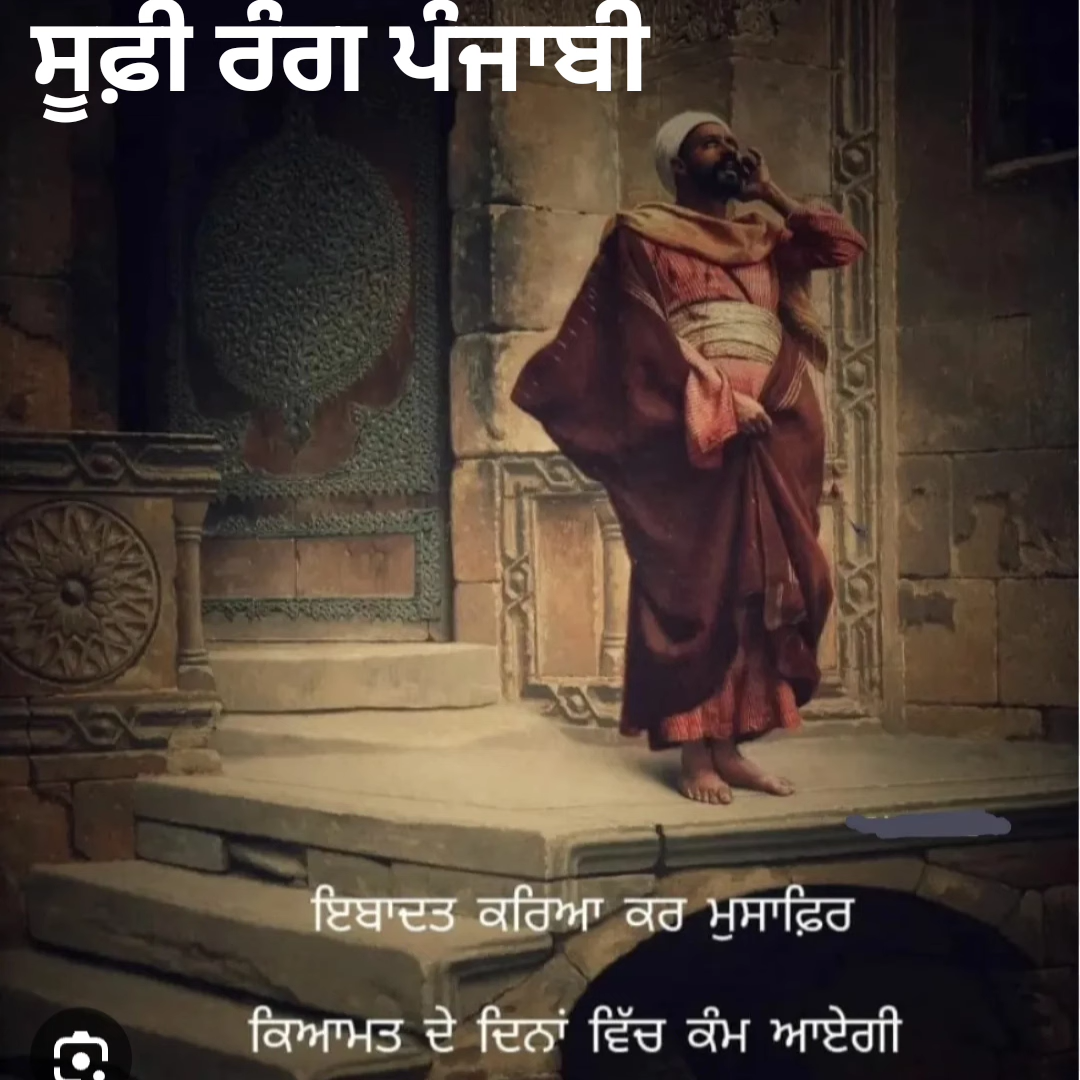 ਸੂਫ਼ੀ ਰੰਗ ਪੰਜਾਬੀ
ਇਬਾਦਤ ਕਰਿਆ ਕਰ ਮੁਸਾਫ਼ਿਰ
ਕਿਆਮਤ ਦੇ ਦਿਨਾਂ ਵਿੱਚ ਕੰਮ ਆਏਗੀ